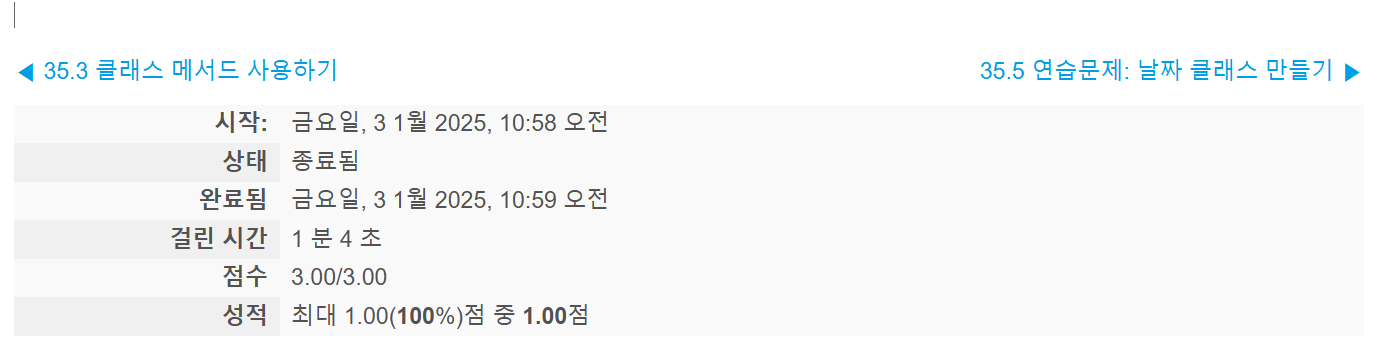 ◀ 35.3 클래스 메서드 사용하기
35.5 연습문제: 날짜 클래스 만들기 ▶
시작: 금요일, 3 1월 2025, 10:58 오전
상태 종료됨
완료됨 금요일, 3 1월 2025, 10:59 오전
걸린 시간 1 분 4 초
점수 3.00/3.00
성적 최대 1.00(100%)점 중 1.00점